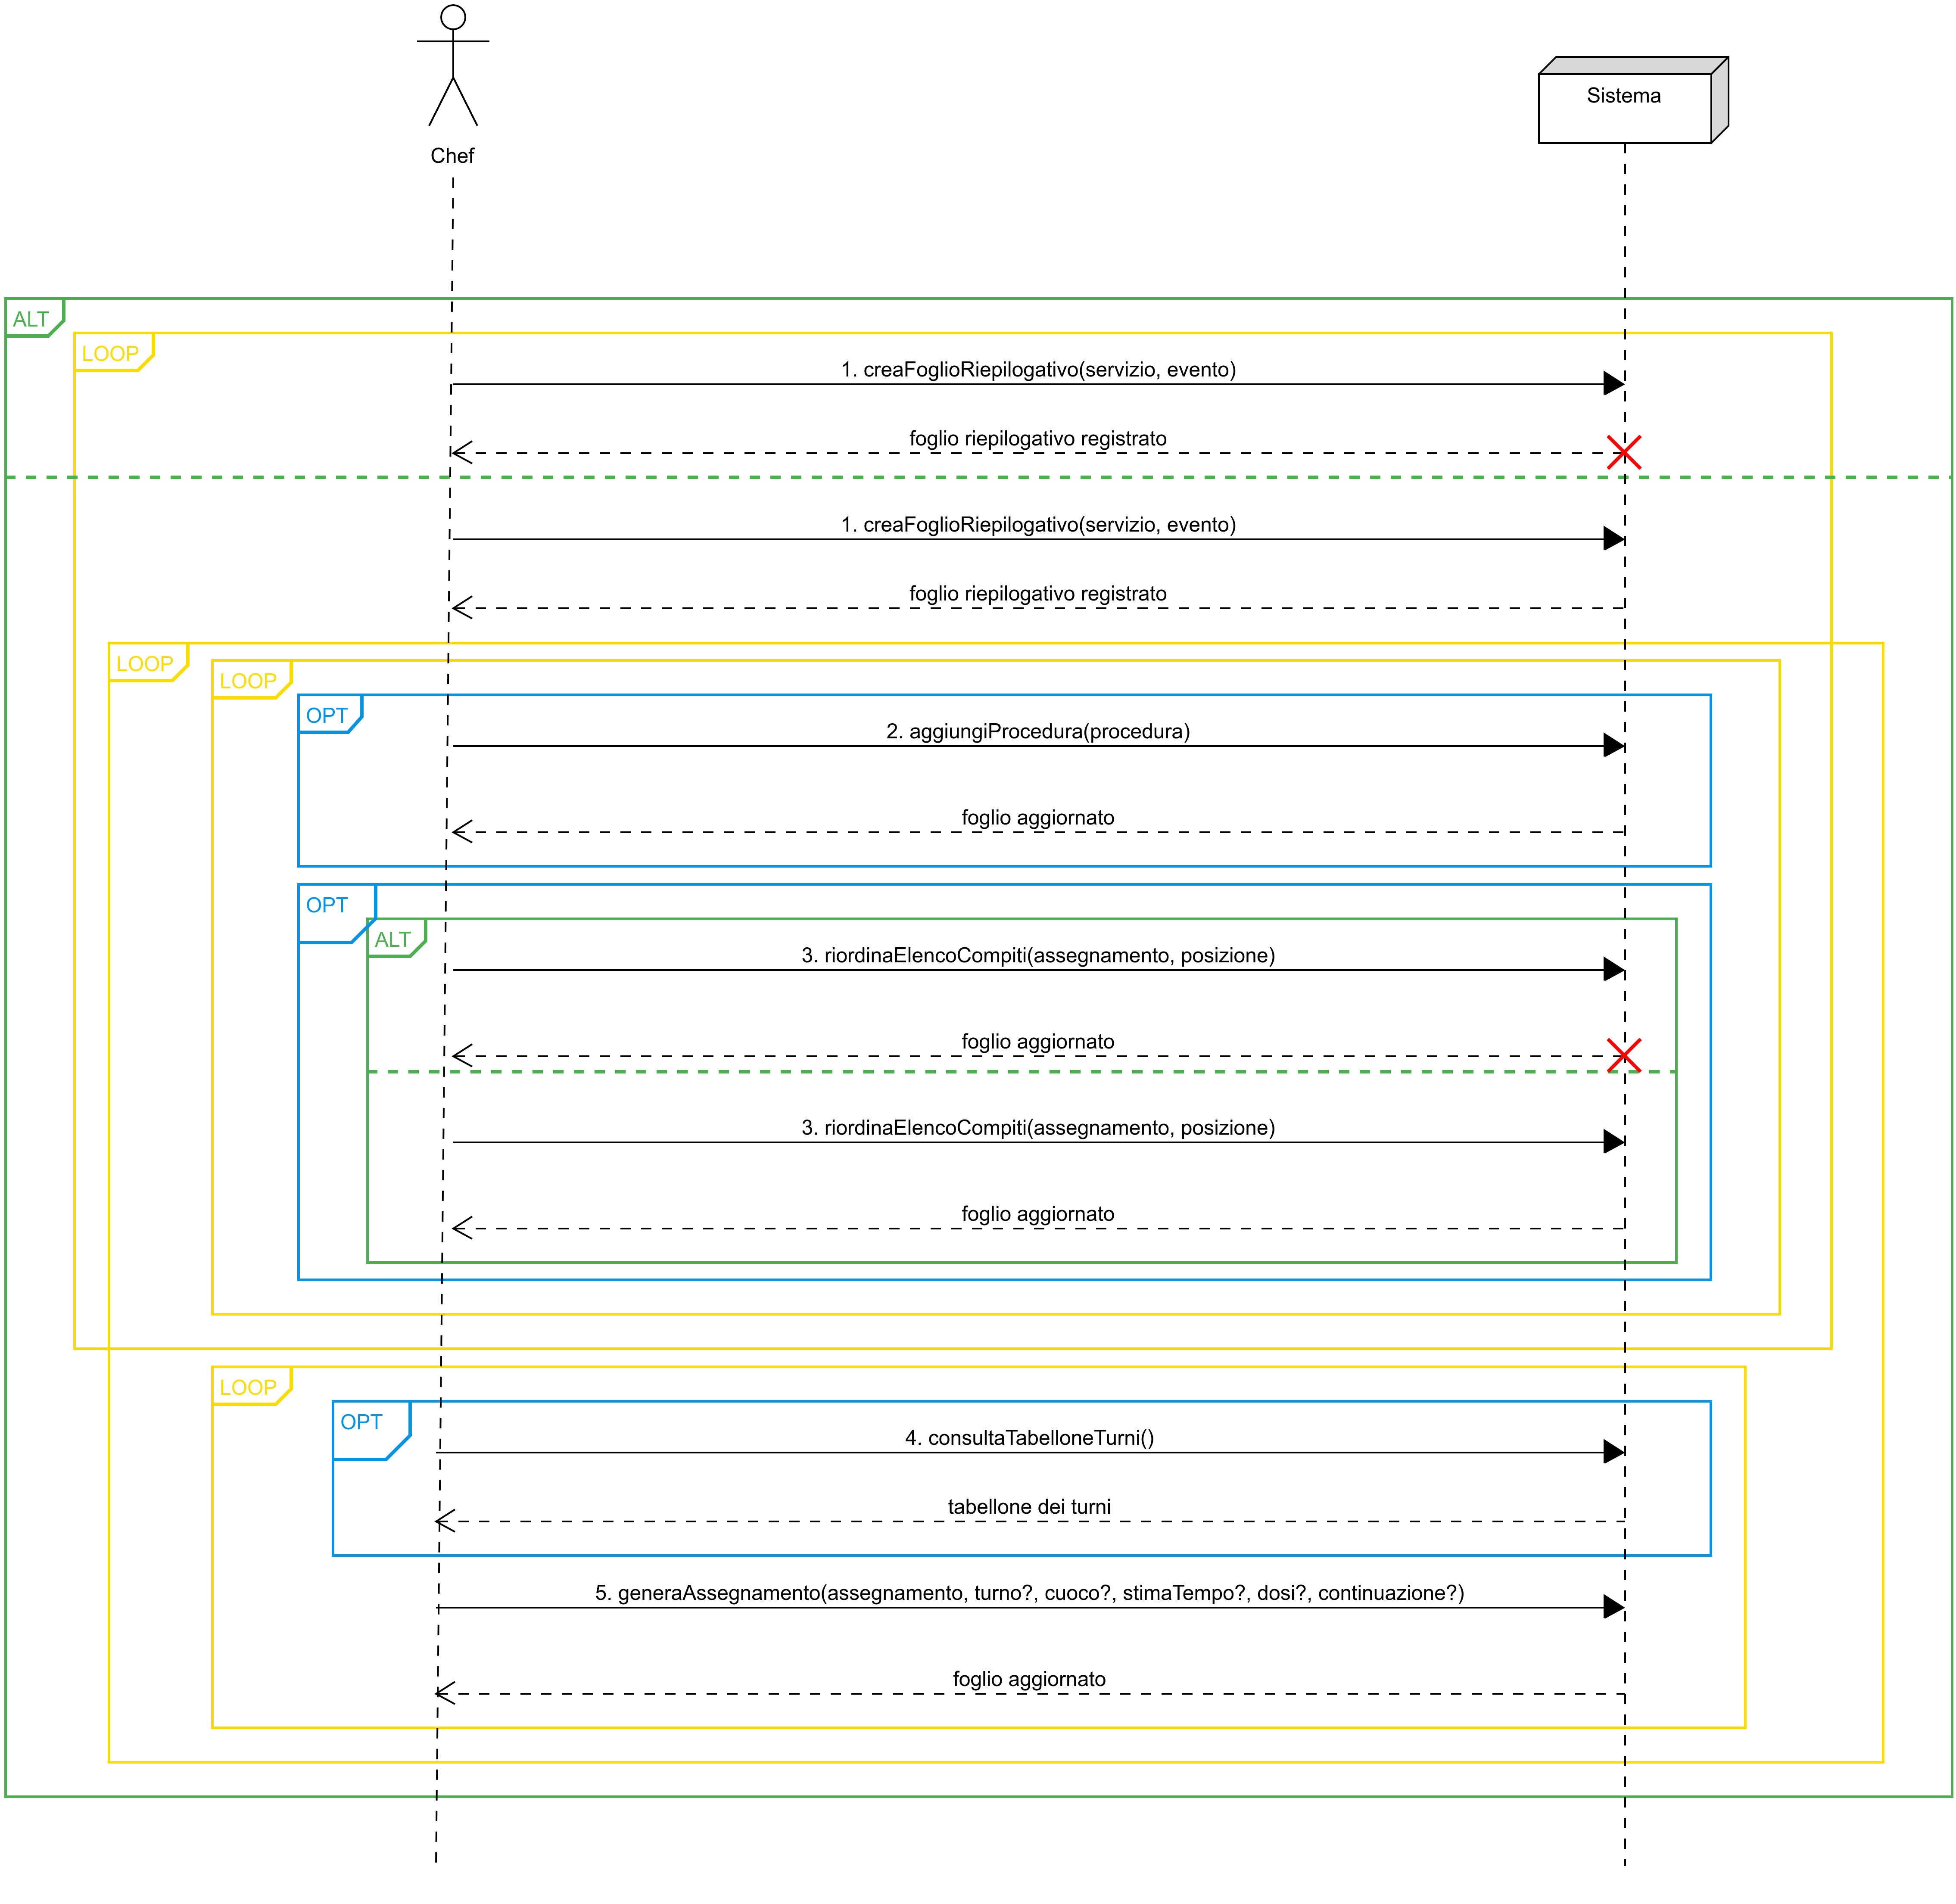 Chef
Sistema
ALT
LOOP
1. creaFoglioRiepilogativo(servizio, evento)
foglio riepilogativo registrato
1. creaFoglioRiepilogativo(servizio, evento)
foglio riepilogativo registrato
LOOP
LOOP
OPT
2. aggiungiProcedura(procedura)
foglio aggiornato
OPT
ALT
3. riordinaElencoCompiti(assegnamento, posizione)
foglio aggiornato
3. riordinaElencoCompiti(assegnamento, posizione)
foglio aggiornato
LOOP
OPT
4. consultaTabelloneTurni()
tabellone dei turni
5. generaAssegnamento(assegnamento, turno?, cuoco?, stimaTempo?, dosi?, continuazione?)
foglio aggiornato